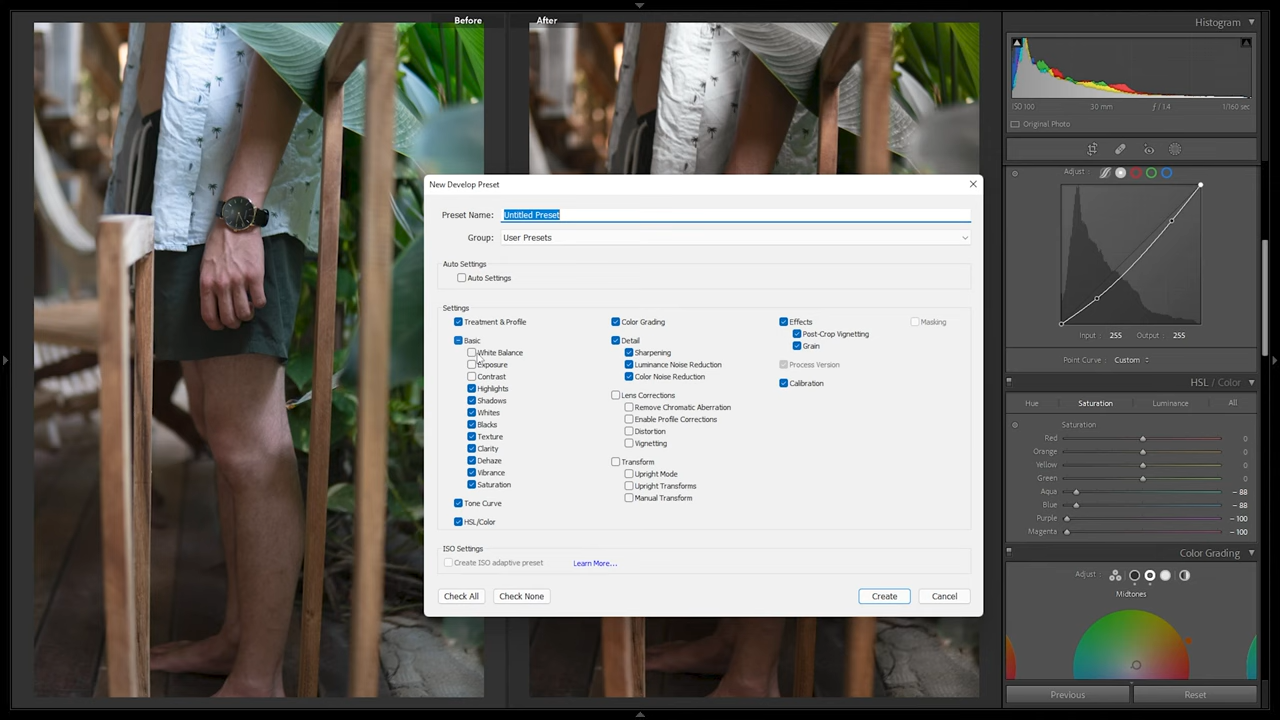 Before After
Histogram
ISO 100 30 mm ƒ / 1.4 1/160 sec
Original Photo
Adjust :
Input : 255 Output : 255
Point Curve : Custom
HSL / Color
Hue Saturation Luminance All
Saturation
Red 0
Orange 0
Yellow 0
Green 0
Aqua – 88
Blue – 88
Purple – 100
Magenta – 100
Color Grading
Adjust :
Midtones
Previous Reset
New Develop Preset
Preset Name: Untitled Preset
Group: User Presets
Auto Settings
Auto Settings
Settings
Treatment & Profile
Basic
White Balance
Exposure
Contrast
Highlights
Shadows
Whites
Blacks
Texture
Clarity
Dehaze
Vibrance
Saturation
Tone Curve
HSL/Color
Color Grading
Detail
Sharpening
Luminance Noise Reduction
Color Noise Reduction
Lens Corrections
Remove Chromatic Aberration
Enable Profile Corrections
Distortion
Vignetting
Transform
Upright Mode
Upright Transforms
Manual Transform
Effects
Post-Crop Vignetting
Grain
Process Version
Calibration
Masking
ISO Settings
Create ISO adaptive preset Learn More...
Check All Check None Create Cancel